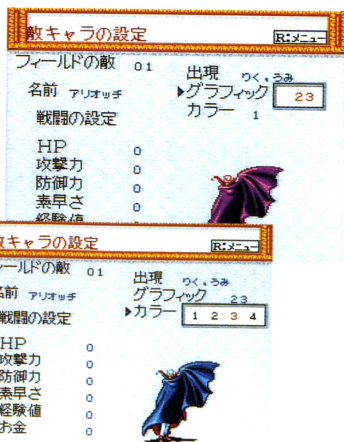 敵キャラの設定 R:メニュー
フィールドの敵 01
出現 りく,うみ
名前 アリオッチ
▶グラフィック 23
カラー 1
戦闘の設定
HP 0
攻撃力 0
防御力 0
素早さ 0
経験値
敵キャラの設定 R:メニュー
ィールドの敵 01
出現 りく,うみ
名前 アリオッチ
グラフィック 23
戦闘の設定
▶カラー 1 2 3 4
HP 0
攻撃力 0
防御力 0
素早さ 0
経験値 0
お金 0